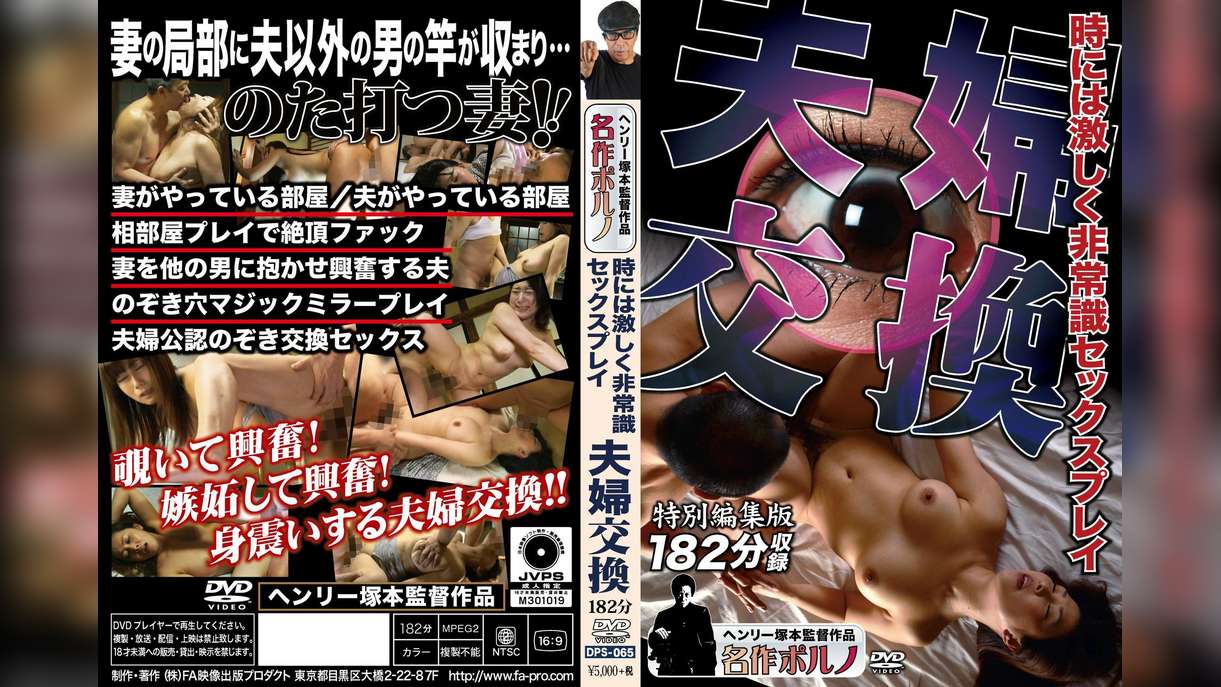 妻の局部に夫以外の男の竿が収まり…
のた打つ妻!!
妻がやっている部屋／夫がやっている部屋
相部屋プレイで絶頂ファック
妻を他の男に抱かせ興奮する夫
のぞき穴マジックミラープレイ
夫婦公認のぞき交換セックス
覗いて興奮!
嫉妬して興奮!
身震いする夫婦交換!!
DVD
VIDEO
ヘンリー塚本監督作品
JVPS
成人指定
M301019
DVDプレイヤーで再生してください。
複製・放送・配信・上映は禁止します。
18才未満への販売・貸出・展示を禁じます。
182分
MPEG2
カラー
複製不能
2
NTSC
16:9
制作・著作 (株)FA映像出版プロダクト 東京都目黒区大橋2-22-87F http://www.fa-pro.com/
ヘンリー塚本監督作品
名作ポルノ
時には激しく非常識
セックスプレイ
夫婦交換
182分
DVD
VIDEO
DPS-065
¥5,000+税
夫婦
交換
時には激しく非常識セックスプレイ
特別編集版
182分収録
ヘンリー塚本監督作品
名作ポルノ
DVD
VIDEO